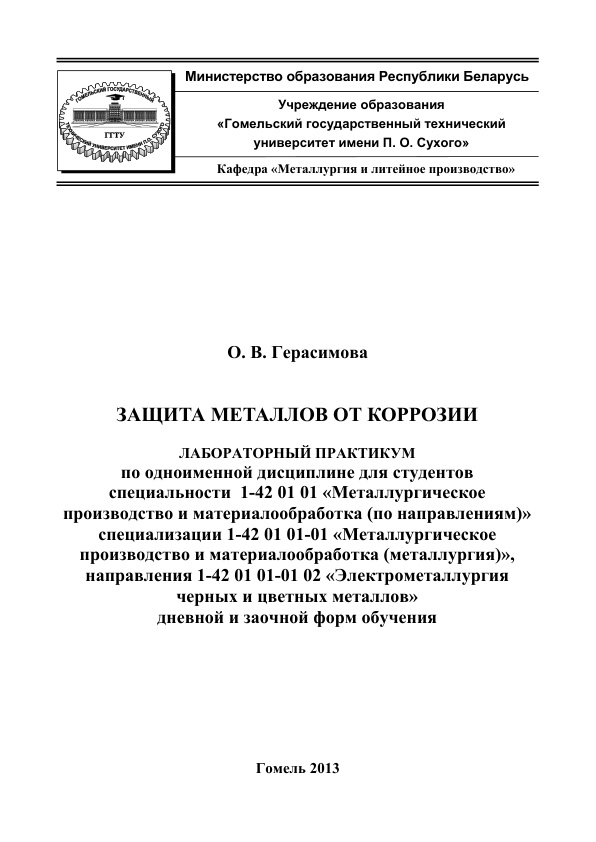 Министерство образования Республики Беларусь
Учреждение образования
«Гомельский государственный технический
университет имени П. О. Сухого»
Кафедра «Металлургия и литейное производство»
ГОМЕЛЬСКИЙ ГОСУДАРСТВЕННЫЙ
ТЕХНИЧЕСКИЙ УНИВЕРСИТЕТ ИМЕНИ П.О. СУХОГО
ГГТУ
О. В. Герасимова
ЗАЩИТА МЕТАЛЛОВ ОТ КОРРОЗИИ
ЛАБОРАТОРНЫЙ ПРАКТИКУМ
по одноименной дисциплине для студентов
специальности 1-42 01 01 «Металлургическое
производство и материалообработка (по направлениям)»
специализации 1-42 01 01-01 «Металлургическое
производство и материалообработка (металлургия)»,
направления 1-42 01 01-01 02 «Электрометаллургия
черных и цветных металлов»
дневной и заочной форм обучения
Гомель 2013